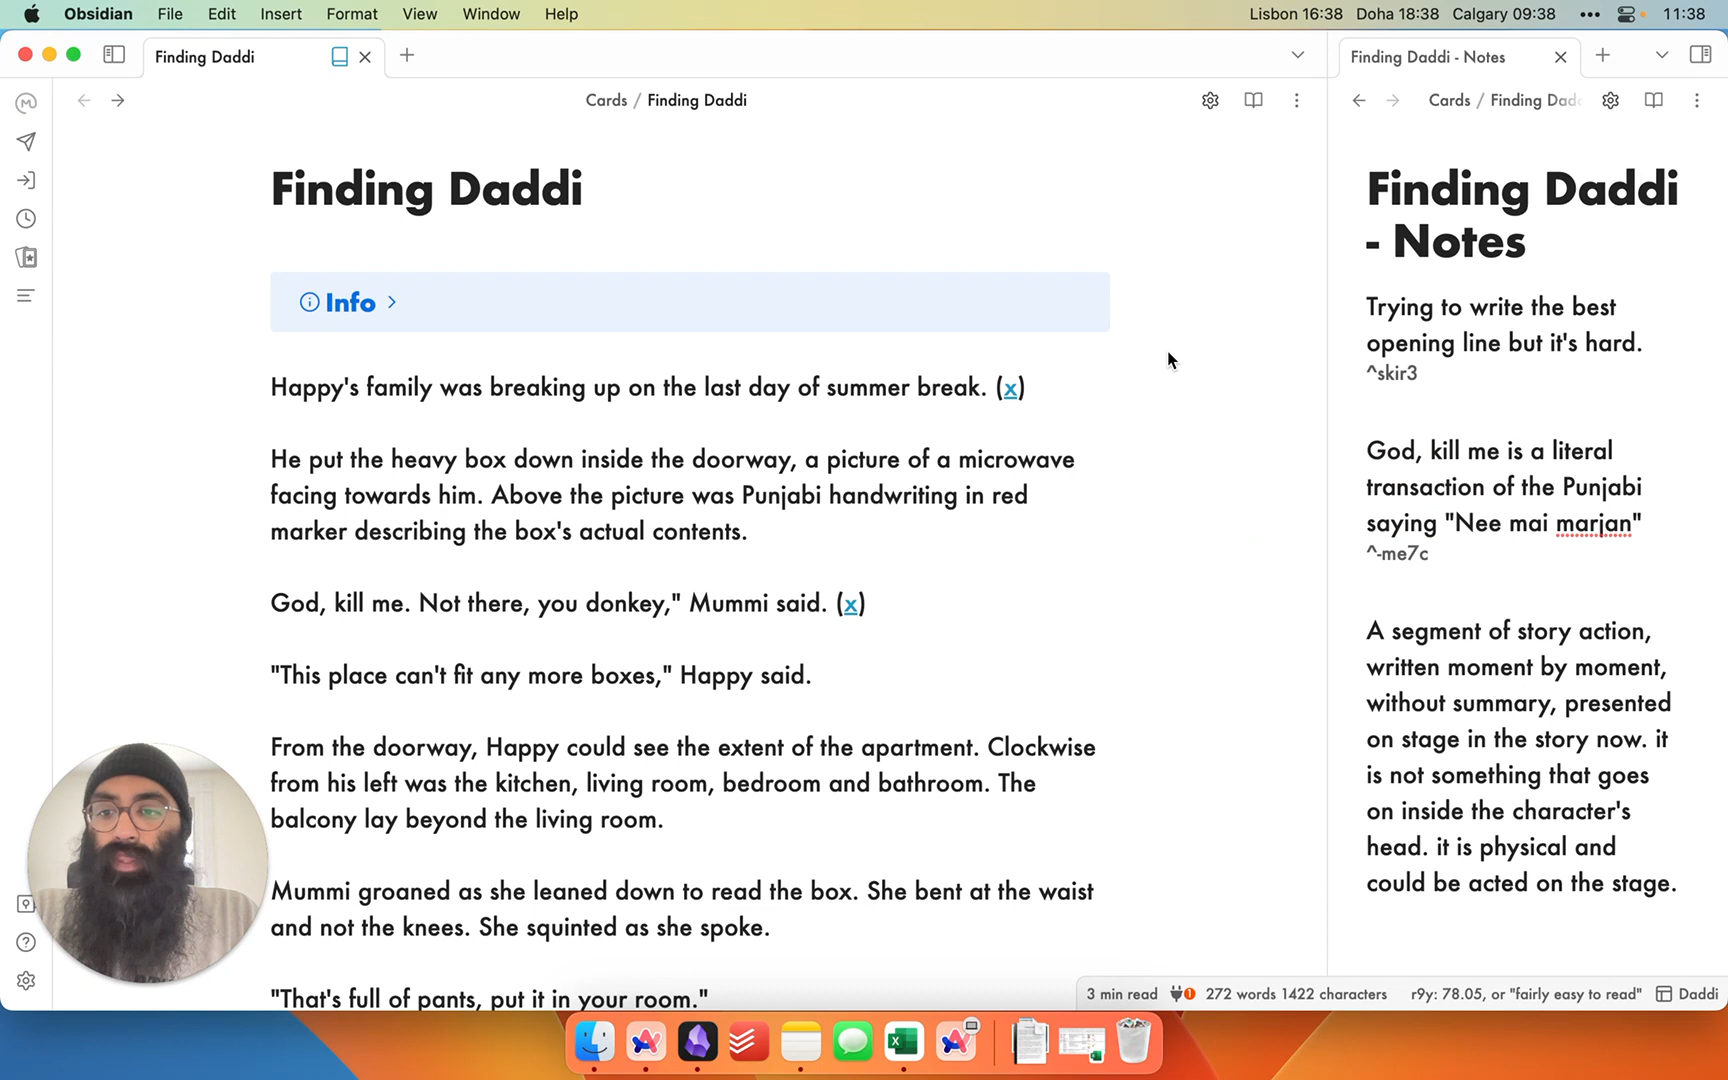 Obsidian File Edit Insert Format View Window Help
Lisbon 16:38 Doha 18:38 Calgary 09:38 ••• 11:38
Finding Daddi
Cards / Finding Daddi
Finding Daddi
Info
Happy's family was breaking up on the last day of summer break. (x)
He put the heavy box down inside the doorway, a picture of a microwave
facing towards him. Above the picture was Punjabi handwriting in red
marker describing the box's actual contents.
God, kill me. Not there, you donkey," Mummi said. (x)
"This place can't fit any more boxes," Happy said.
From the doorway, Happy could see the extent of the apartment. Clockwise
from his left was the kitchen, living room, bedroom and bathroom. The
balcony lay beyond the living room.
Mummi groaned as she leaned down to read the box. She bent at the waist
and not the knees. She squinted as she spoke.
"That's full of pants, put it in your room."
Finding Daddi - Notes
Cards / Finding Dad
Finding Daddi
- Notes
Trying to write the best
opening line but it's hard.
^skir3
God, kill me is a literal
transaction of the Punjabi
saying "Nee mai marjan"
^-me7c
A segment of story action,
written moment by moment,
without summary, presented
on stage in the story now. it
is not something that goes
on inside the character's
head. it is physical and
could be acted on the stage.
3 min read 1 272 words 1422 characters r9y: 78.05, or "fairly easy to read" Daddi